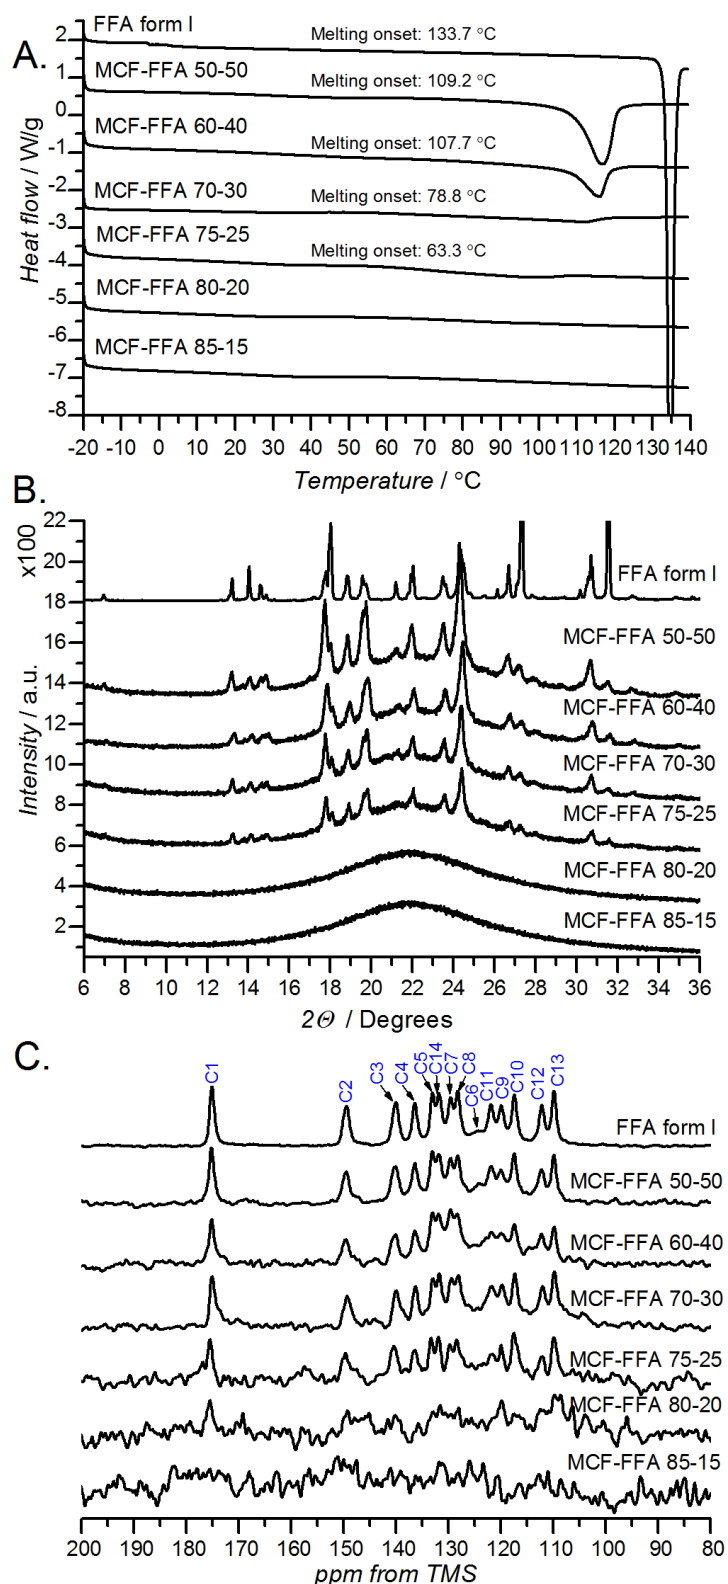 A.
FFA form I
Melting onset: 133.7 °C
MCF-FFA 50-50
Melting onset: 109.2 °C
MCF-FFA 60-40
Melting onset: 107.7 °C
MCF-FFA 70-30
Melting onset: 78.8 °C
MCF-FFA 75-25
Melting onset: 63.3 °C
MCF-FFA 80-20
MCF-FFA 85-15
Heat flow / W/g
2
1
0
-1
-2
-3
-4
-5
-6
-7
-8
-20 -10 0 10 20 30 40 50 60 70 80 90 100 110 120 130 140
Temperature / °C
B.
x100
Intensity / a.u.
22
20
18
16
14
12
10
8
6
4
2
FFA form I
MCF-FFA 50-50
MCF-FFA 60-40
MCF-FFA 70-30
MCF-FFA 75-25
MCF-FFA 80-20
MCF-FFA 85-15
6 8 10 12 14 16 18 20 22 24 26 28 30 32 34 36
2Θ / Degrees
C.
C1 C2 C3 C4 C5 C14 C7 C8 C6 C11 C9 C10 C12 C13
FFA form I
MCF-FFA 50-50
MCF-FFA 60-40
MCF-FFA 70-30
MCF-FFA 75-25
MCF-FFA 80-20
MCF-FFA 85-15
200 190 180 170 160 150 140 130 120 110 100 90 80
ppm from TMS